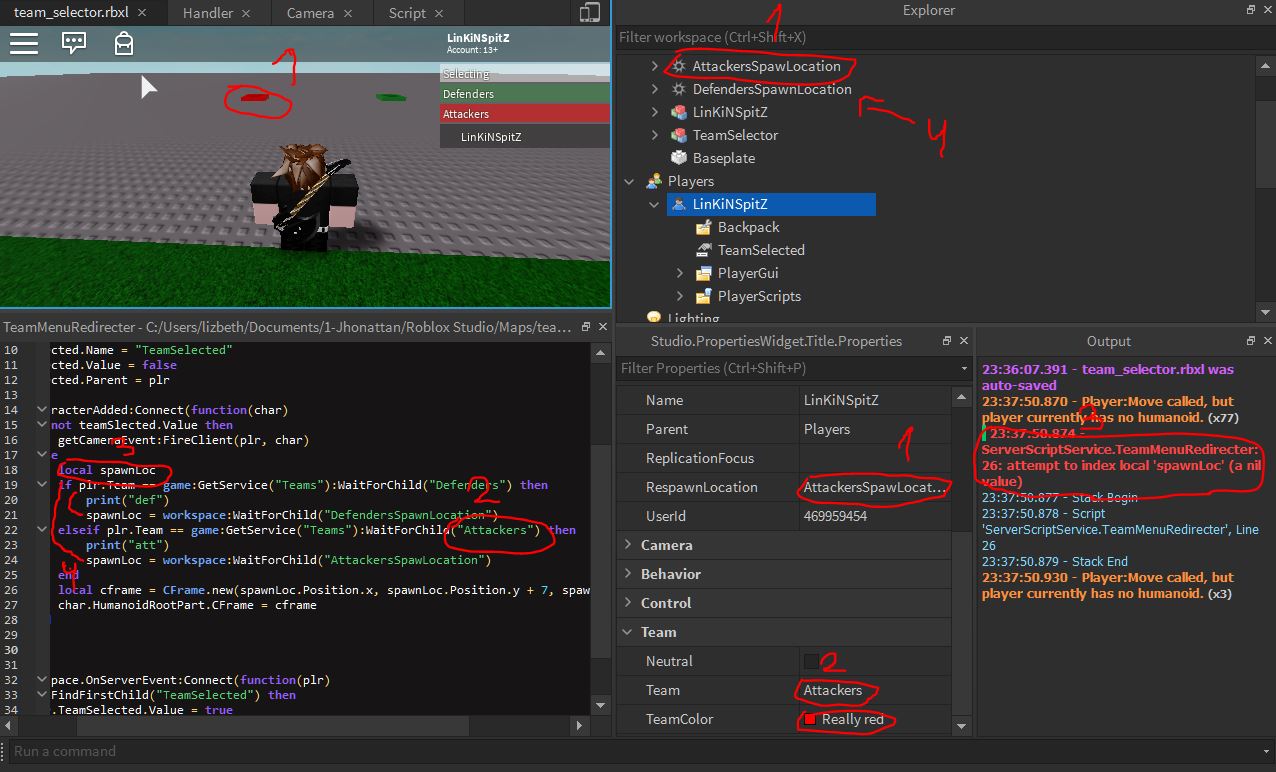 team_selector.rbxl ×
Handler ×
Camera ×
Script ×
LinKiNSpitZ
Account: 13+
Selecting
Defenders
Attackers
LinKiNSpitZ
1
Explorer
Filter workspace (Ctrl+Shift+X)
1
AttackersSpawLocation
DefendersSpawnLocation
LinKiNSpitZ
4
TeamSelector
Baseplate
Players
LinKiNSpitZ
Backpack
TeamSelected
PlayerGui
PlayerScripts
Lighting
TeamMenuRedirecter - C:/Users/lizbeth/Documents/1-Jhonattan/Roblox Studio/Maps/tea...
10 cted.Name = "TeamSelected"
11 cted.Value = false
12 cted.Parent = plr
13
14 racterAdded:Connect(function(char)
15 not teamSlected.Value then
16 getCameraEvent:FireClient(plr, char)
3
17 e
18 local spawnLoc
19 if plr.Team == game:GetService("Teams"):WaitForChild("Defenders") then
2
20 print("def")
21 spawnLoc = workspace:WaitForChild("DefendersSpawnLocation")
22 elseif plr.Team == game:GetService("Teams"):WaitForChild("Attackers") then
23 print("att")
24 spawnLoc = workspace:WaitForChild("AttackersSpawLocation")
4
25 end
26 local cframe = CFrame.new(spawnLoc.Position.x, spawnLoc.Position.y + 7, spaw
27 char.HumanoidRootPart.CFrame = cframe
28
29
30
31
32 pace.OnServerEvent:Connect(function(plr)
33 FindFirstChild("TeamSelected") then
34 .TeamSelected.Value = true
Studio.PropertiesWidget.Title.Properties
Filter Properties (Ctrl+Shift+P)
Name LinKiNSpitZ
Parent Players
1
ReplicationFocus
RespawnLocation AttackersSpawLocat...
UserId 469959454
Camera
Behavior
Control
Team
Neutral
2
Team Attackers
TeamColor Really red
Output
23:36:07.391 - team_selector.rbxl was
auto-saved
23:37:50.870 - Player:Move called, but
player currently has no humanoid. (x77)
3
23:37:50.874 -
ServerScriptService.TeamMenuRedirecter:
26: attempt to index local 'spawnLoc' (a nil
value)
23:37:50.877 - Stack Begin
23:37:50.878 - Script
'ServerScriptService.TeamMenuRedirecter', Line
26
23:37:50.879 - Stack End
23:37:50.930 - Player:Move called, but
player currently has no humanoid. (x3)
Run a command